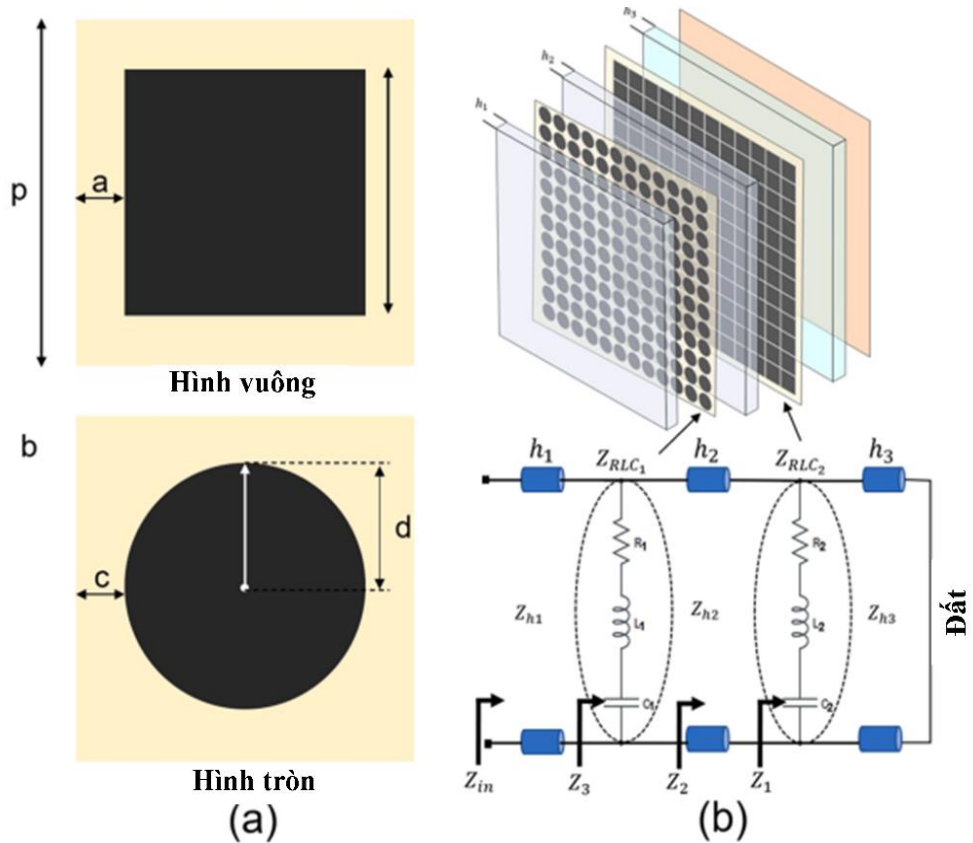 p
a
Hình vuông
b
c
d
Hình tròn
(a)
h₁
h₂
h₃
h₁
Z_RLC₁
h₂
Z_RLC₂
h₃
R₁
R₂
L₁
L₂
Z_h1
Z_h2
Z_h3
Đất
C₁
C₂
Z_in
Z₃
Z₂
Z₁
(b)